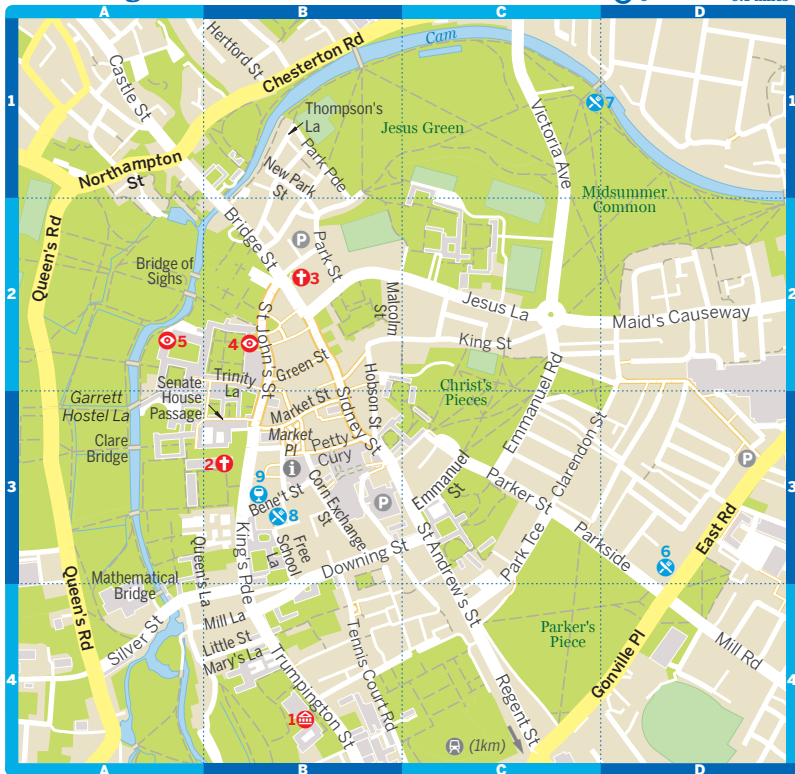 A
B
C
D
1
Castle St
Hertford St
Chesterton Rd
Cam
Thompson's
La
Jesus Green
Victoria Ave
7
Northampton
St
Park Pde
New Park
St
Midsummer
Common
Queen's Rd
Bridge St
P
Park St
2
Bridge of
Sighs
3
Malcolm
St
Jesus La
Maid's Causeway
King St
5
4
St John's St
Green St
Trinity
La
Hobson St
Sidney St
Christ's
Pieces
Emmanuel Rd
Senate
House
Passage
Garrett
Hostel La
Market St
Market
Pl
Petty
Cury
Clare
Bridge
Clarendon St
3
2
i
9
Bene't St
8
Corn Exchange
St
P
Emmanuel
St
Parker St
P
East Rd
6
King's Pde
Free
School
La
Downing St
St Andrew's St
Park Tce
Parkside
Queen's La
Mathematical
Bridge
Queen's Rd
Silver St
Mill La
Little St
Mary's La
Tennis Court Rd
Parker's
Piece
Gonville Pl
Mill Rd
4
Trumpington St
1
Regent St
(1km)
A
B
C
D
1
2
3
4